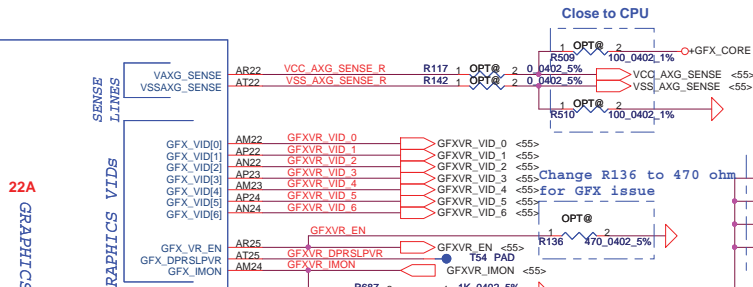 Close to CPU
1 OPT@ 2
R509 100_0402_1%
+GFX_CORE
SENSE
LINES
VAXG_SENSE AR22 VCC_AXG_SENSE_R R117 1 OPT@ 2 0_0402_5% VCC_AXG_SENSE <55>
VSSAXG_SENSE AT22 VSS_AXG_SENSE_R R142 1 OPT@ 2 0_0402_5% VSS_AXG_SENSE <55>
1 OPT@ 2
R510 100_0402_1%
GFX_VID[0] AM22 GFXVR_VID_0 GFXVR_VID_0 <55>
GFX_VID[1] AP22 GFXVR_VID_1 GFXVR_VID_1 <55>
GFX_VID[2] AN22 GFXVR_VID_2 GFXVR_VID_2 <55>
GFX_VID[3] AP23 GFXVR_VID_3 GFXVR_VID_3 <55>
GFX_VID[4] AM23 GFXVR_VID_4 GFXVR_VID_4 <55>
GFX_VID[5] AP24 GFXVR_VID_5 GFXVR_VID_5 <55>
GFX_VID[6] AN24 GFXVR_VID_6 GFXVR_VID_6 <55>
Change R136 to 470 ohm
for GFX issue
22A
GRAPHICS
RAPHICS VIDs
GFXVR_EN
OPT@
R136 1 2 470_0402_5%
GFX_VR_EN AR25 GFXVR_EN <55>
GFX_DPRSLPVR AT25 GFXVR_DPRSLPVR T54 PAD
GFX_IMON AM24 GFXVR_IMON GFXVR_IMON <55>
R687 1K_0402_5%